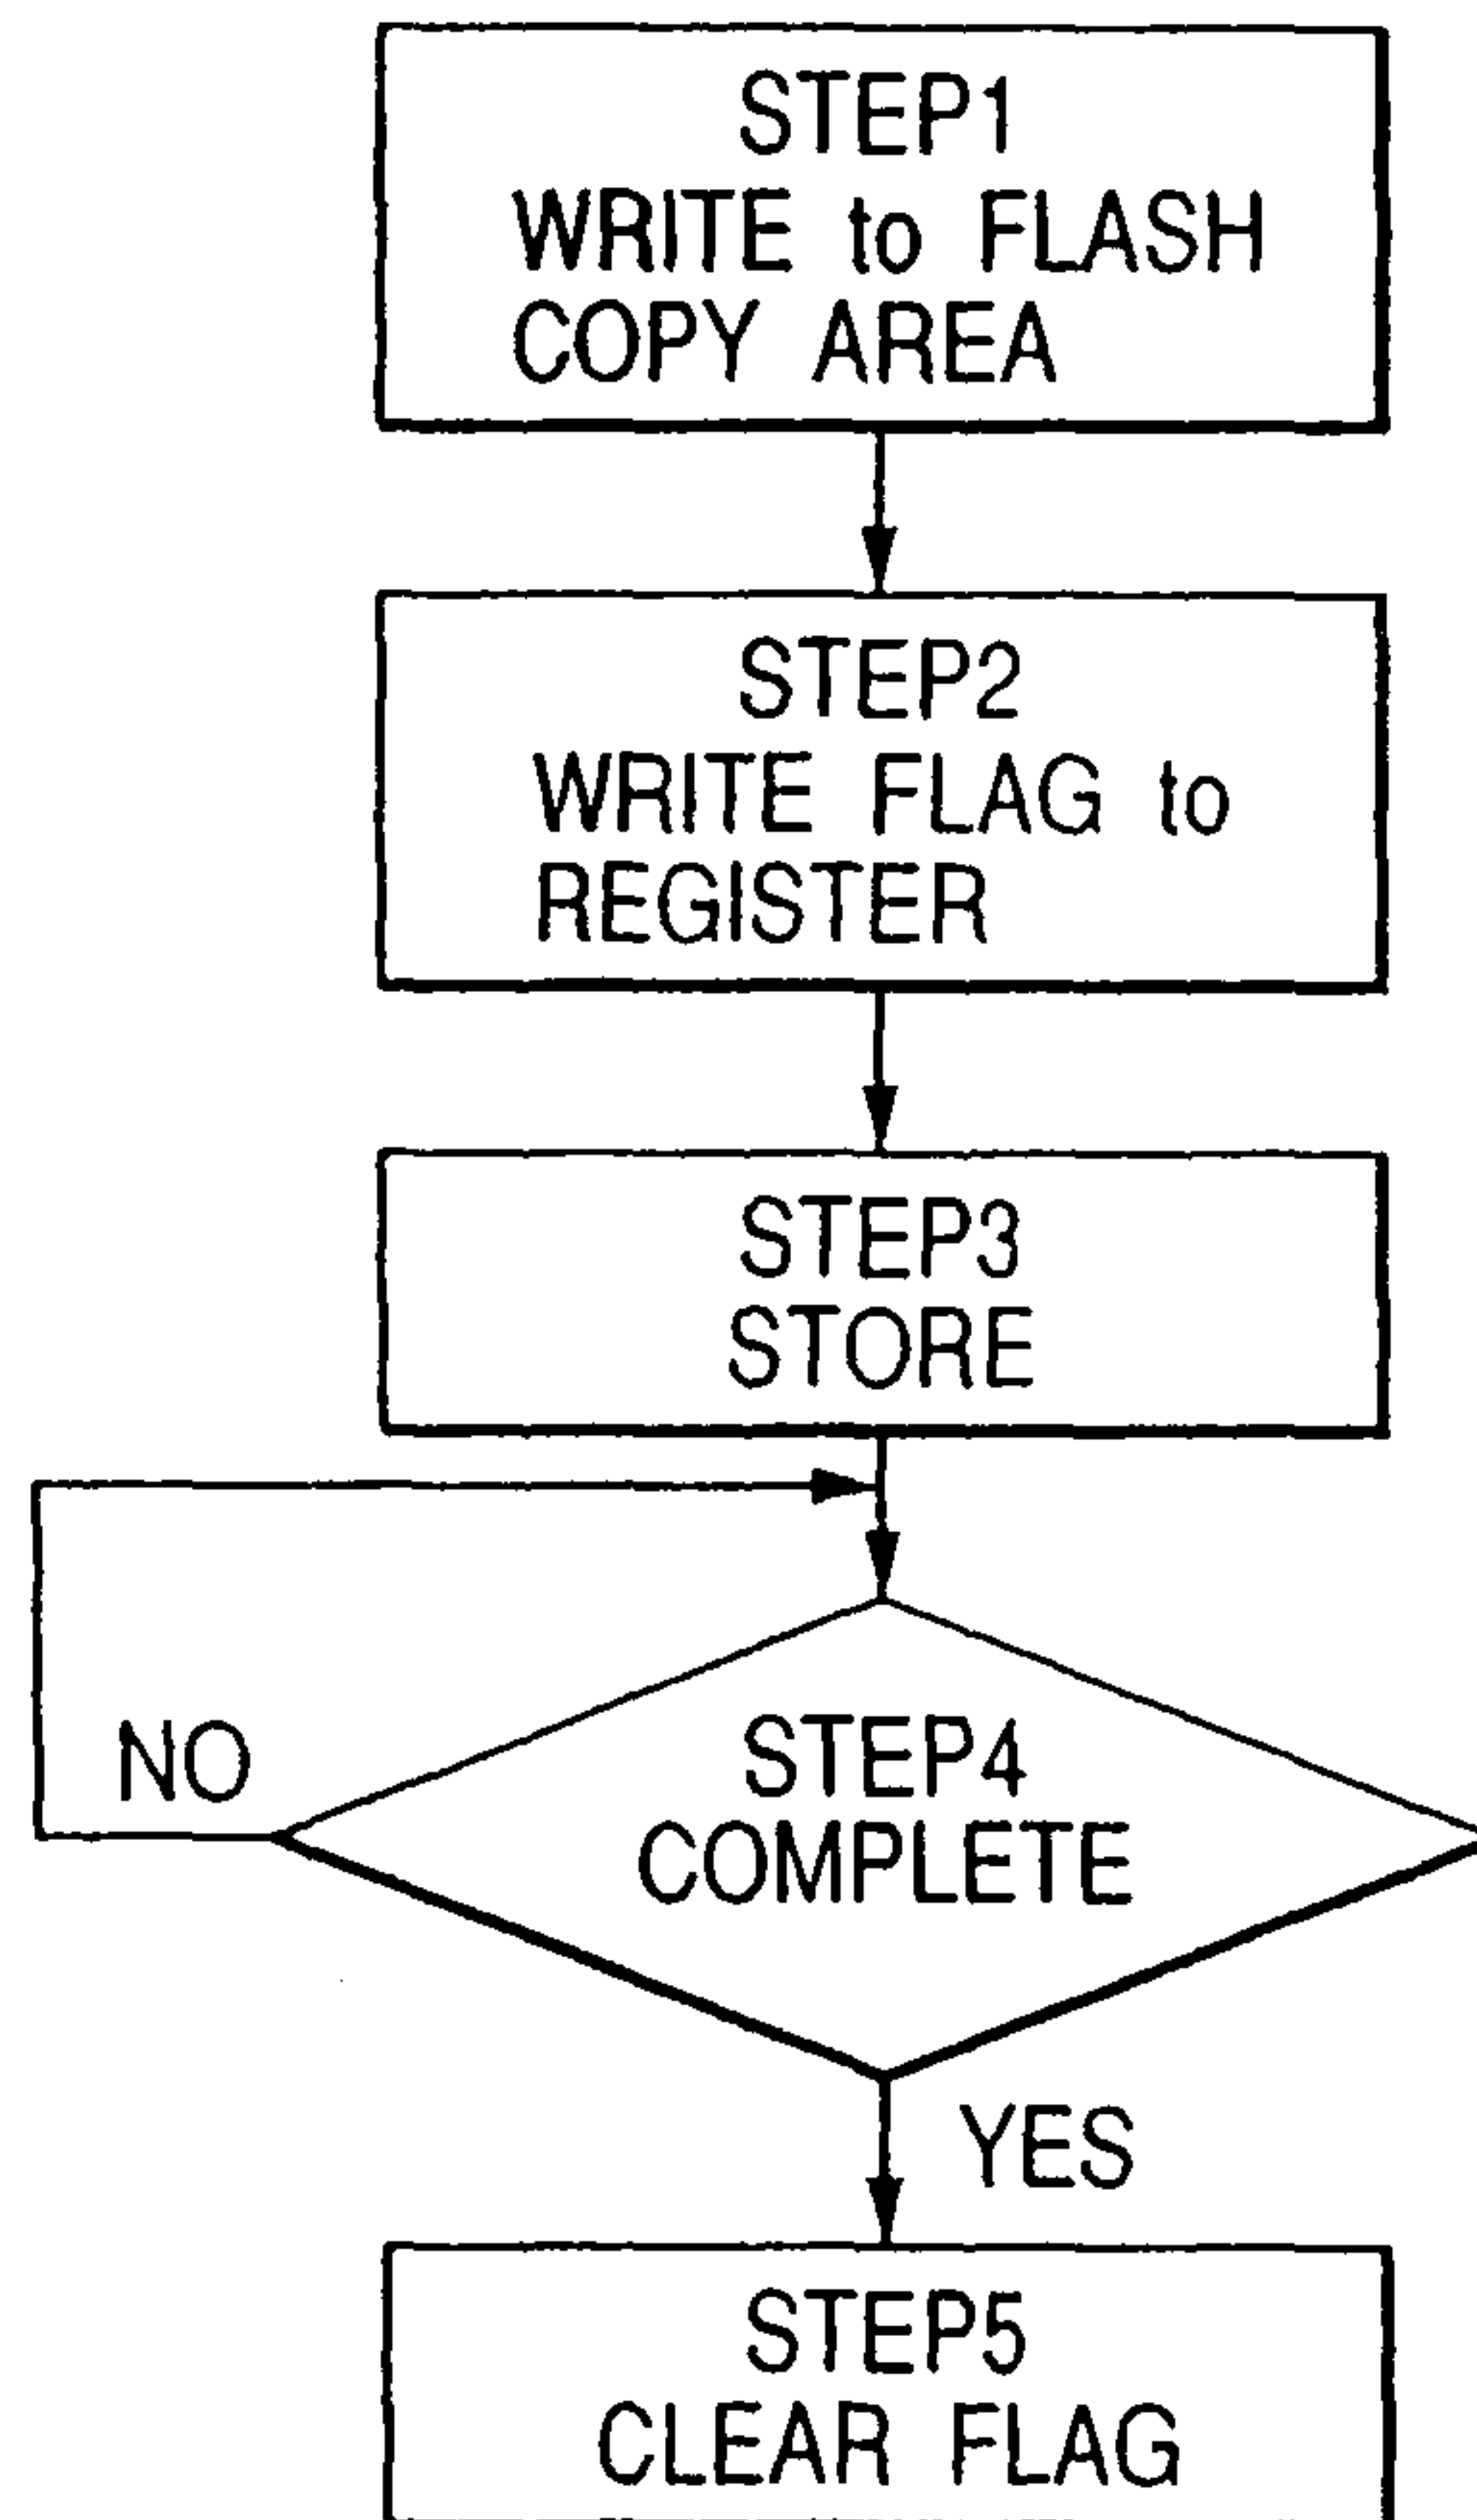 STEP1
WRITE to FLASH
COPY AREA
STEP2
WRITE FLAG to
REGISTER
STEP3
STORE
NO
STEP4
COMPLETE
YES
STEP5
CLEAR FLAG